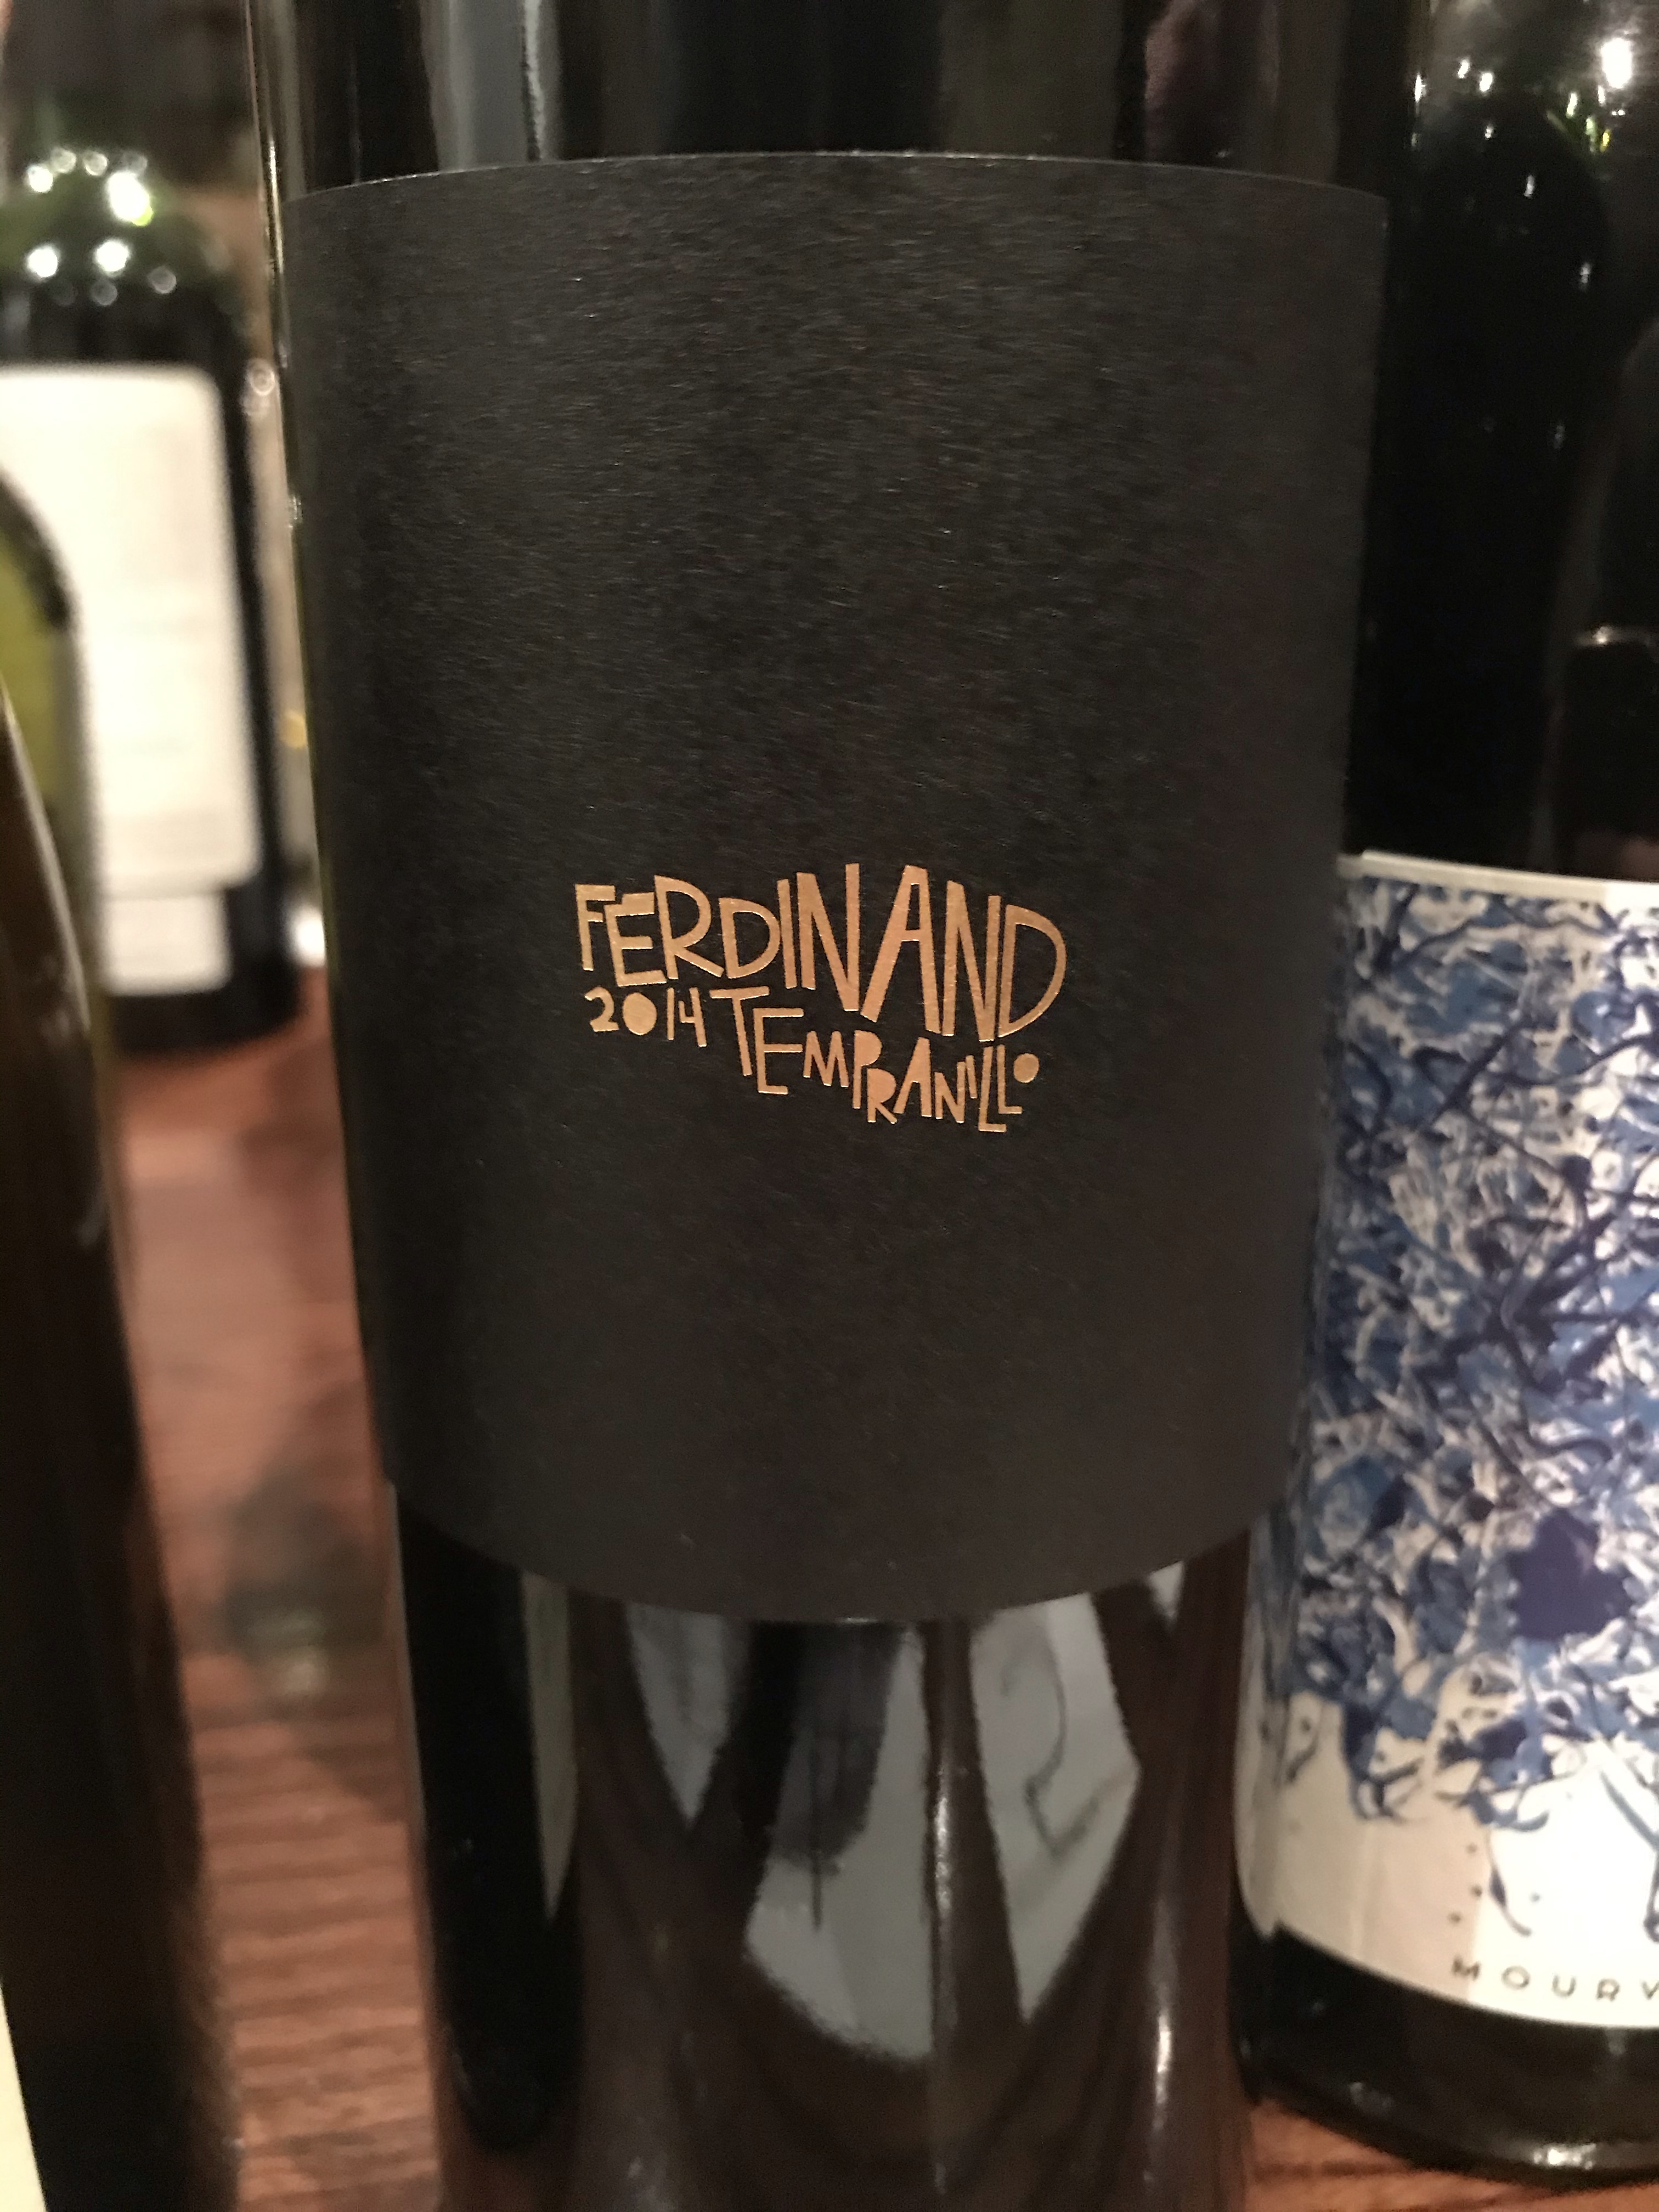 FERDINAND
2014 TEMPRANILLO
MOURV